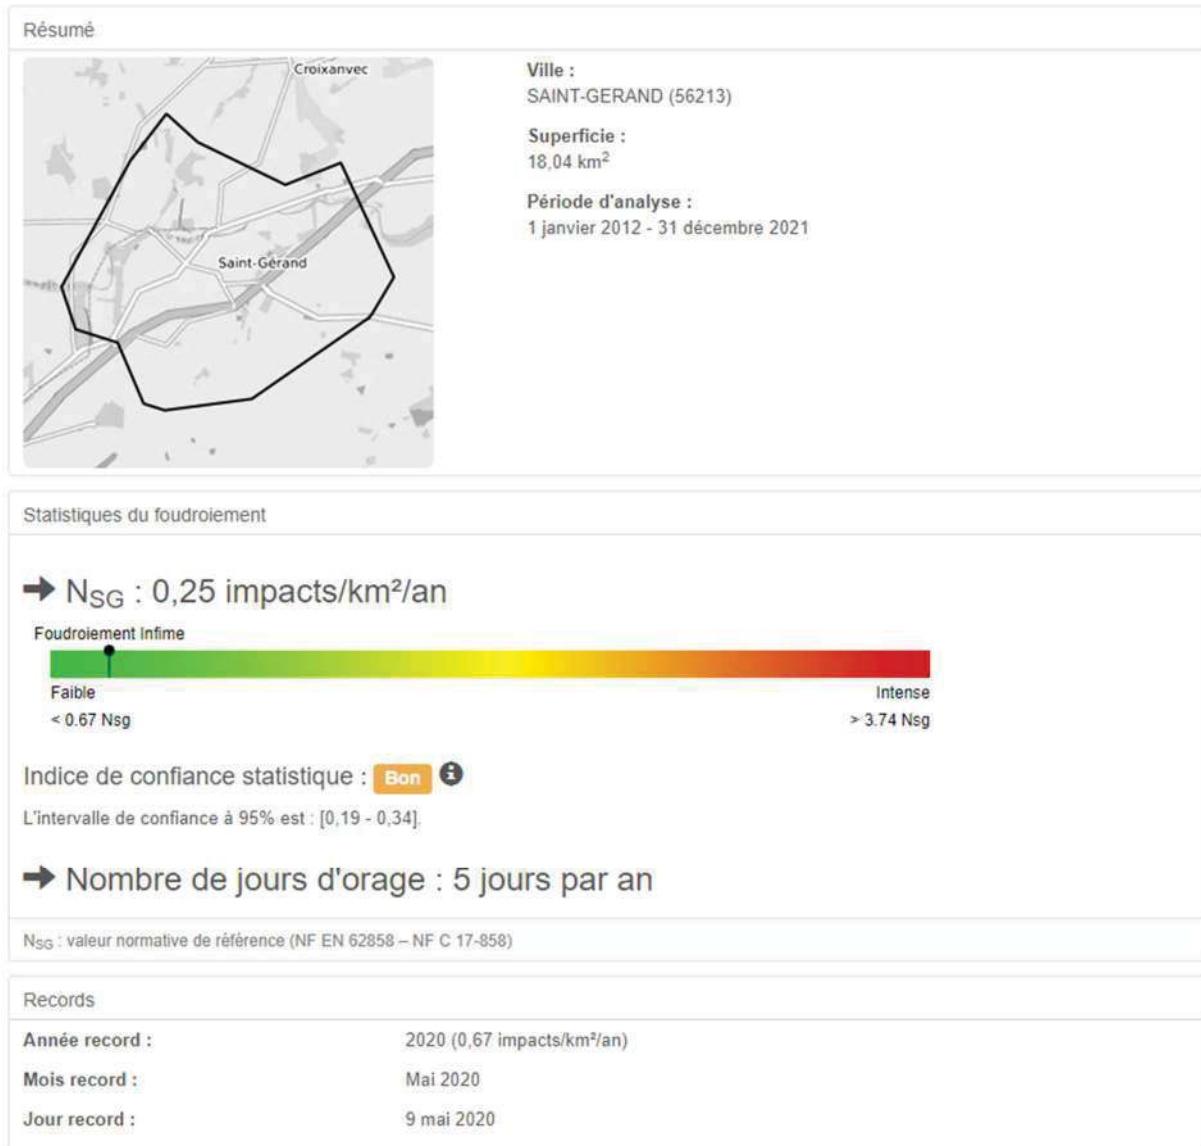 Résumé
Croixanvec
Saint-Gérand
Ville :
SAINT-GERAND (56213)
Superficie :
18,04 km²
Période d'analyse :
1 janvier 2012 - 31 décembre 2021
Statistiques du foudroiement
➜ NSG : 0,25 impacts/km²/an
Foudroiement Infime
Faible
Intense
< 0.67 Nsg
> 3.74 Nsg
Indice de confiance statistique : Bon
L'intervalle de confiance à 95% est : [0,19 - 0,34].
➜ Nombre de jours d'orage : 5 jours par an
NSG : valeur normative de référence (NF EN 62858 – NF C 17-858)
Records
Année record :
2020 (0,67 impacts/km²/an)
Mois record :
Mai 2020
Jour record :
9 mai 2020